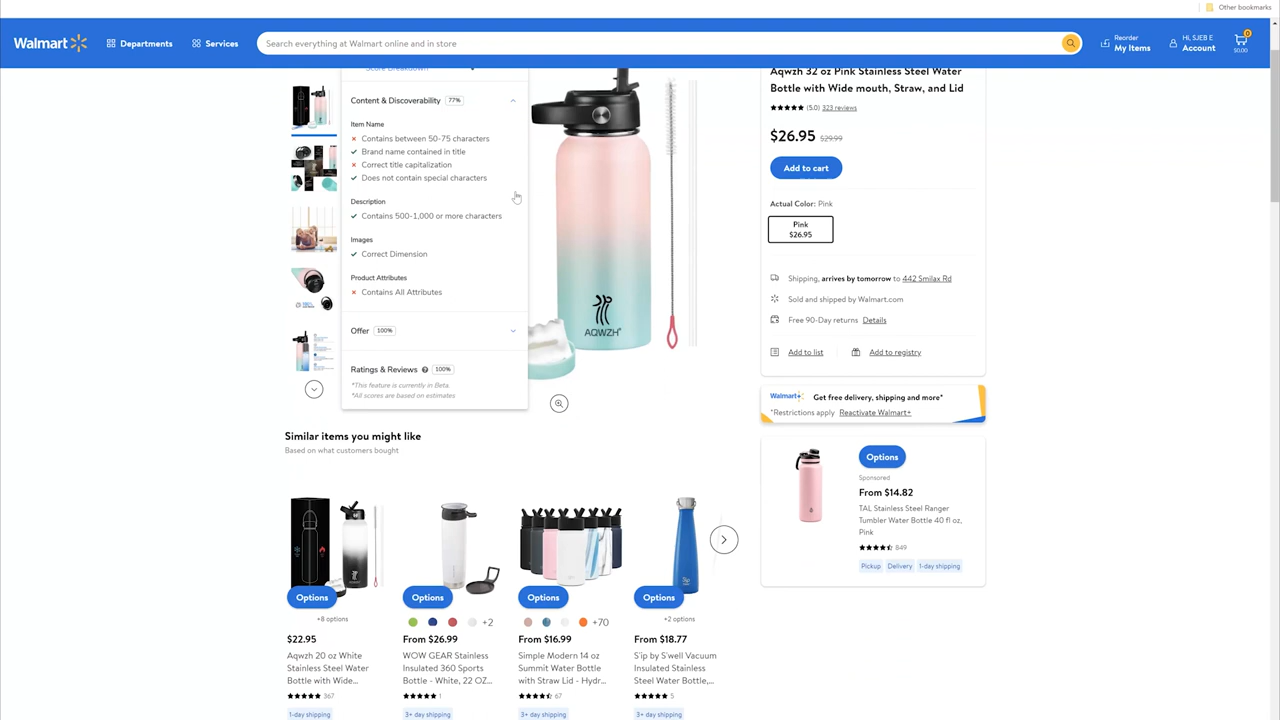 Other bookmarks
Walmart
Departments
Services
Search everything at Walmart online and in store
Reorder
My Items
Hi, SJEB E
Account
0
$0.00
Score Breakdown
Content & Discoverability 77%
Item Name
Contains between 50-75 characters
Brand name contained in title
Correct title capitalization
Does not contain special characters
Description
Contains 500-1,000 or more characters
Images
Correct Dimension
Product Attributes
Contains All Attributes
Offer 100%
Ratings & Reviews 100%
*This feature is currently in Beta
*All scores are based on estimates
AQWZH
Aqwzh 32 oz Pink Stainless Steel Water
Bottle with Wide mouth, Straw, and Lid
(5.0) 323 reviews
$26.95 $29.99
Add to cart
Actual Color: Pink
Pink
$26.95
Shipping, arrives by tomorrow to 442 Smilax Rd
Sold and shipped by Walmart.com
Free 90-Day returns Details
Add to list
Add to registry
Walmart+ Get free delivery, shipping and more*
*Restrictions apply Reactivate Walmart+
Options
Sponsored
From $14.82
TAL Stainless Steel Ranger
Tumbler Water Bottle 40 fl oz,
Pink
849
Pickup Delivery 1-day shipping
Similar items you might like
Based on what customers bought
Options
+8 options
$22.95
Aqwzh 20 oz White
Stainless Steel Water
Bottle with Wide...
367
1-day shipping
Options
+2
From $26.99
WOW GEAR Stainless
Insulated 360 Sports
Bottle - White, 22 OZ...
1
3+ day shipping
Options
+70
From $16.99
Simple Modern 14 oz
Summit Water Bottle
with Straw Lid - Hydr...
67
3+ day shipping
Options
+2 options
From $18.77
S'ip by S'well Vacuum
Insulated Stainless
Steel Water Bottle,...
5
3+ day shipping